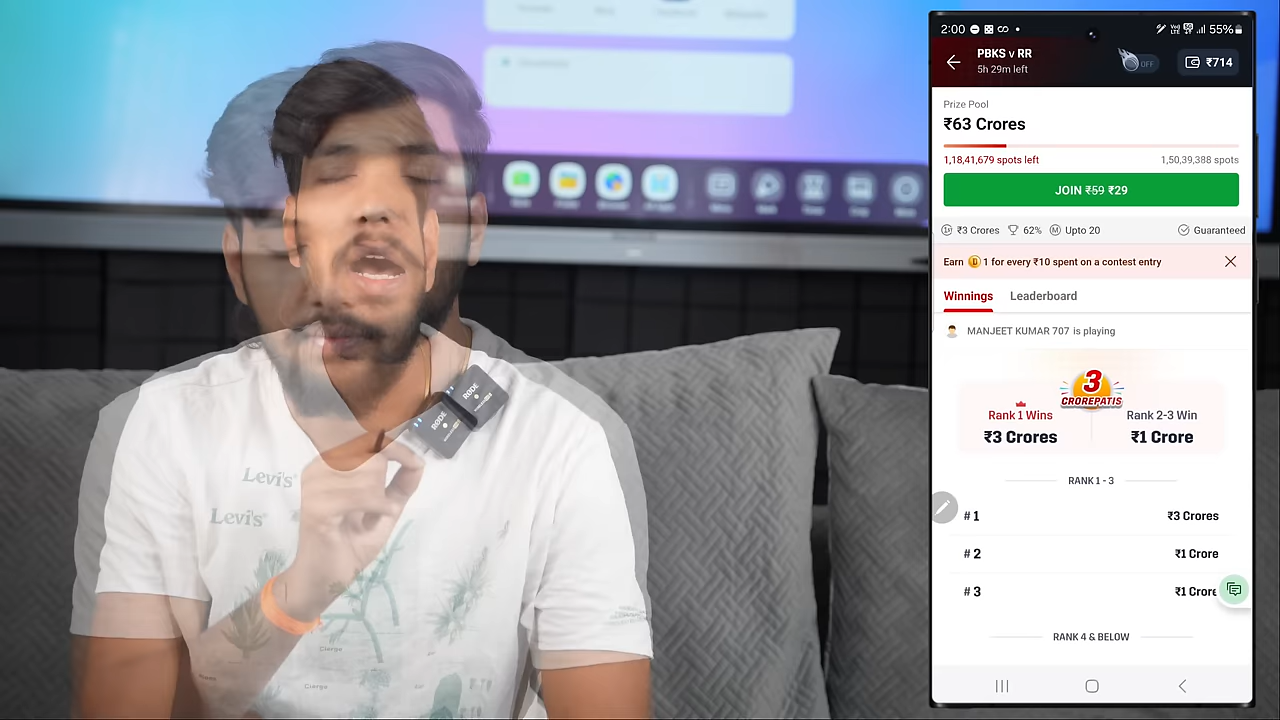 Levi's
Levi's
RØDE
RØDE
Cierge
Cierge
2:00
55%
PBKS v RR
5h 29m left
OFF
₹714
Prize Pool
₹63 Crores
1,18,41,679 spots left
1,50,39,388 spots
JOIN ₹59 ₹29
₹3 Crores
62%
Upto 20
Guaranteed
Earn 1 for every ₹10 spent on a contest entry
Winnings
Leaderboard
MANJEET KUMAR 707 is playing
3
CROREPATIS
Rank 1 Wins
₹3 Crores
Rank 2-3 Win
₹1 Crore
RANK 1 - 3
# 1
₹3 Crores
# 2
₹1 Crore
# 3
₹1 Crore
RANK 4 & BELOW